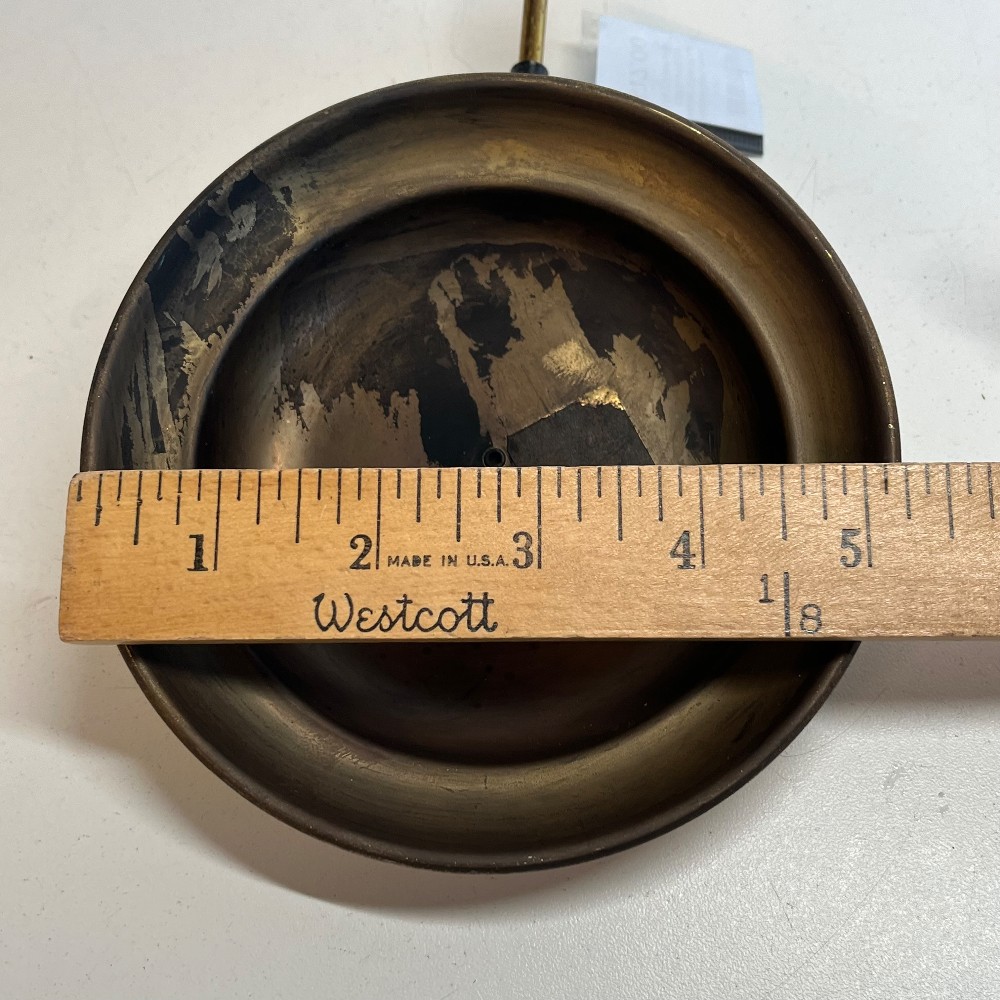 1 2 MADE IN U.S.A. 3 4 5
Westcott 1|8